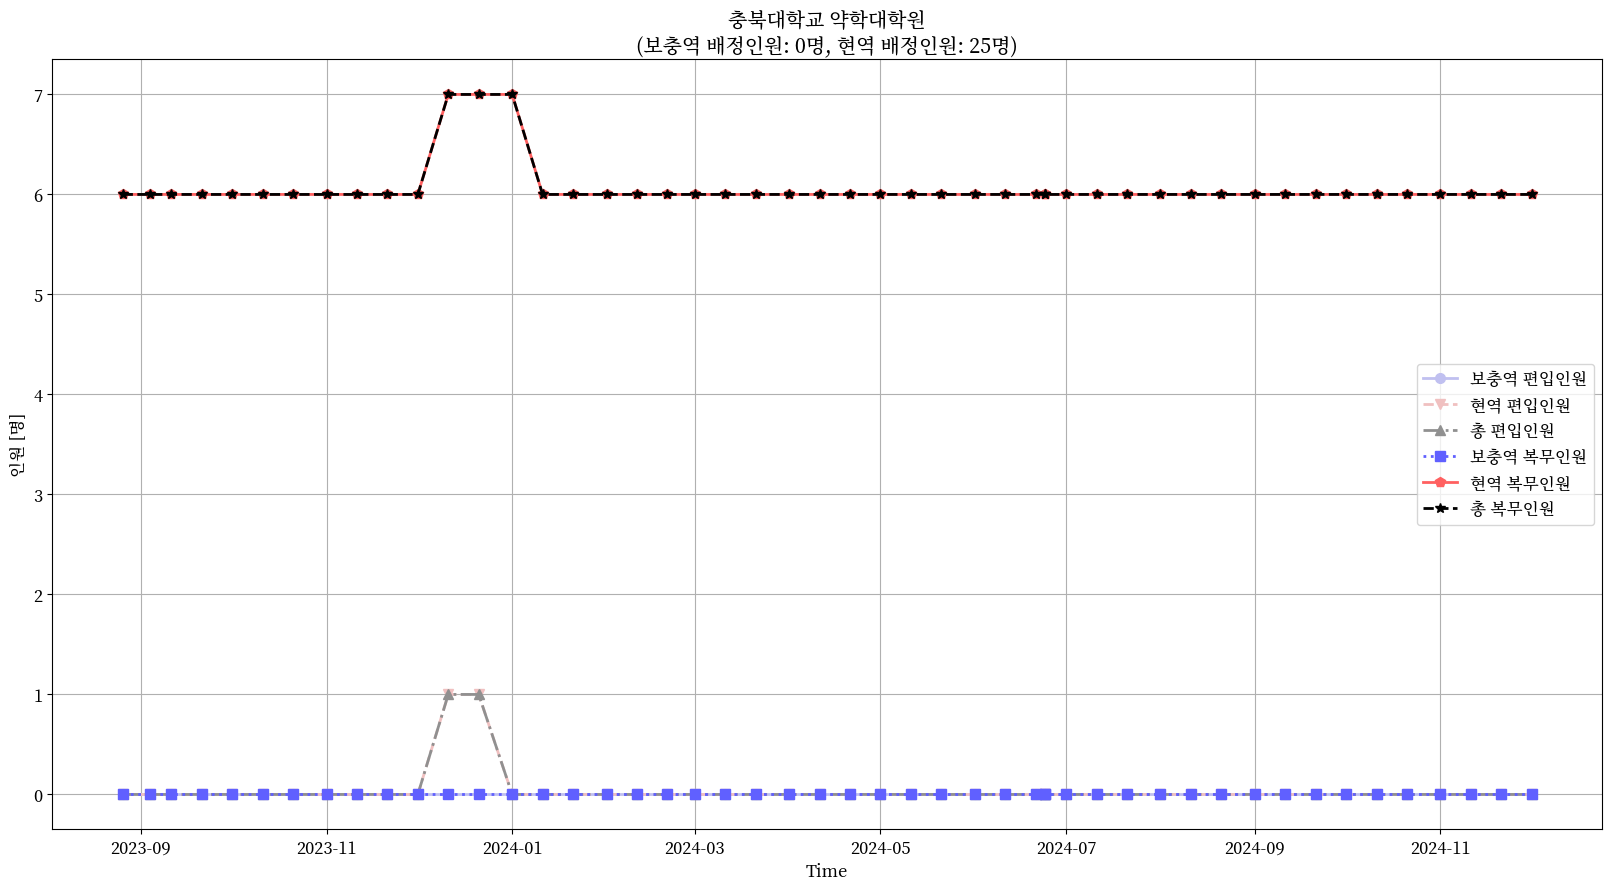 충북대학교 약학대학원
(보충역 배정인원: 0명, 현역 배정인원: 25명)
7
6
5
4
3
2
1
0
인원 [명]
보충역 편입인원
현역 편입인원
총 편입인원
보충역 복무인원
현역 복무인원
총 복무인원
2023-09 2023-11 2024-01 2024-03 2024-05 2024-07 2024-09 2024-11
Time